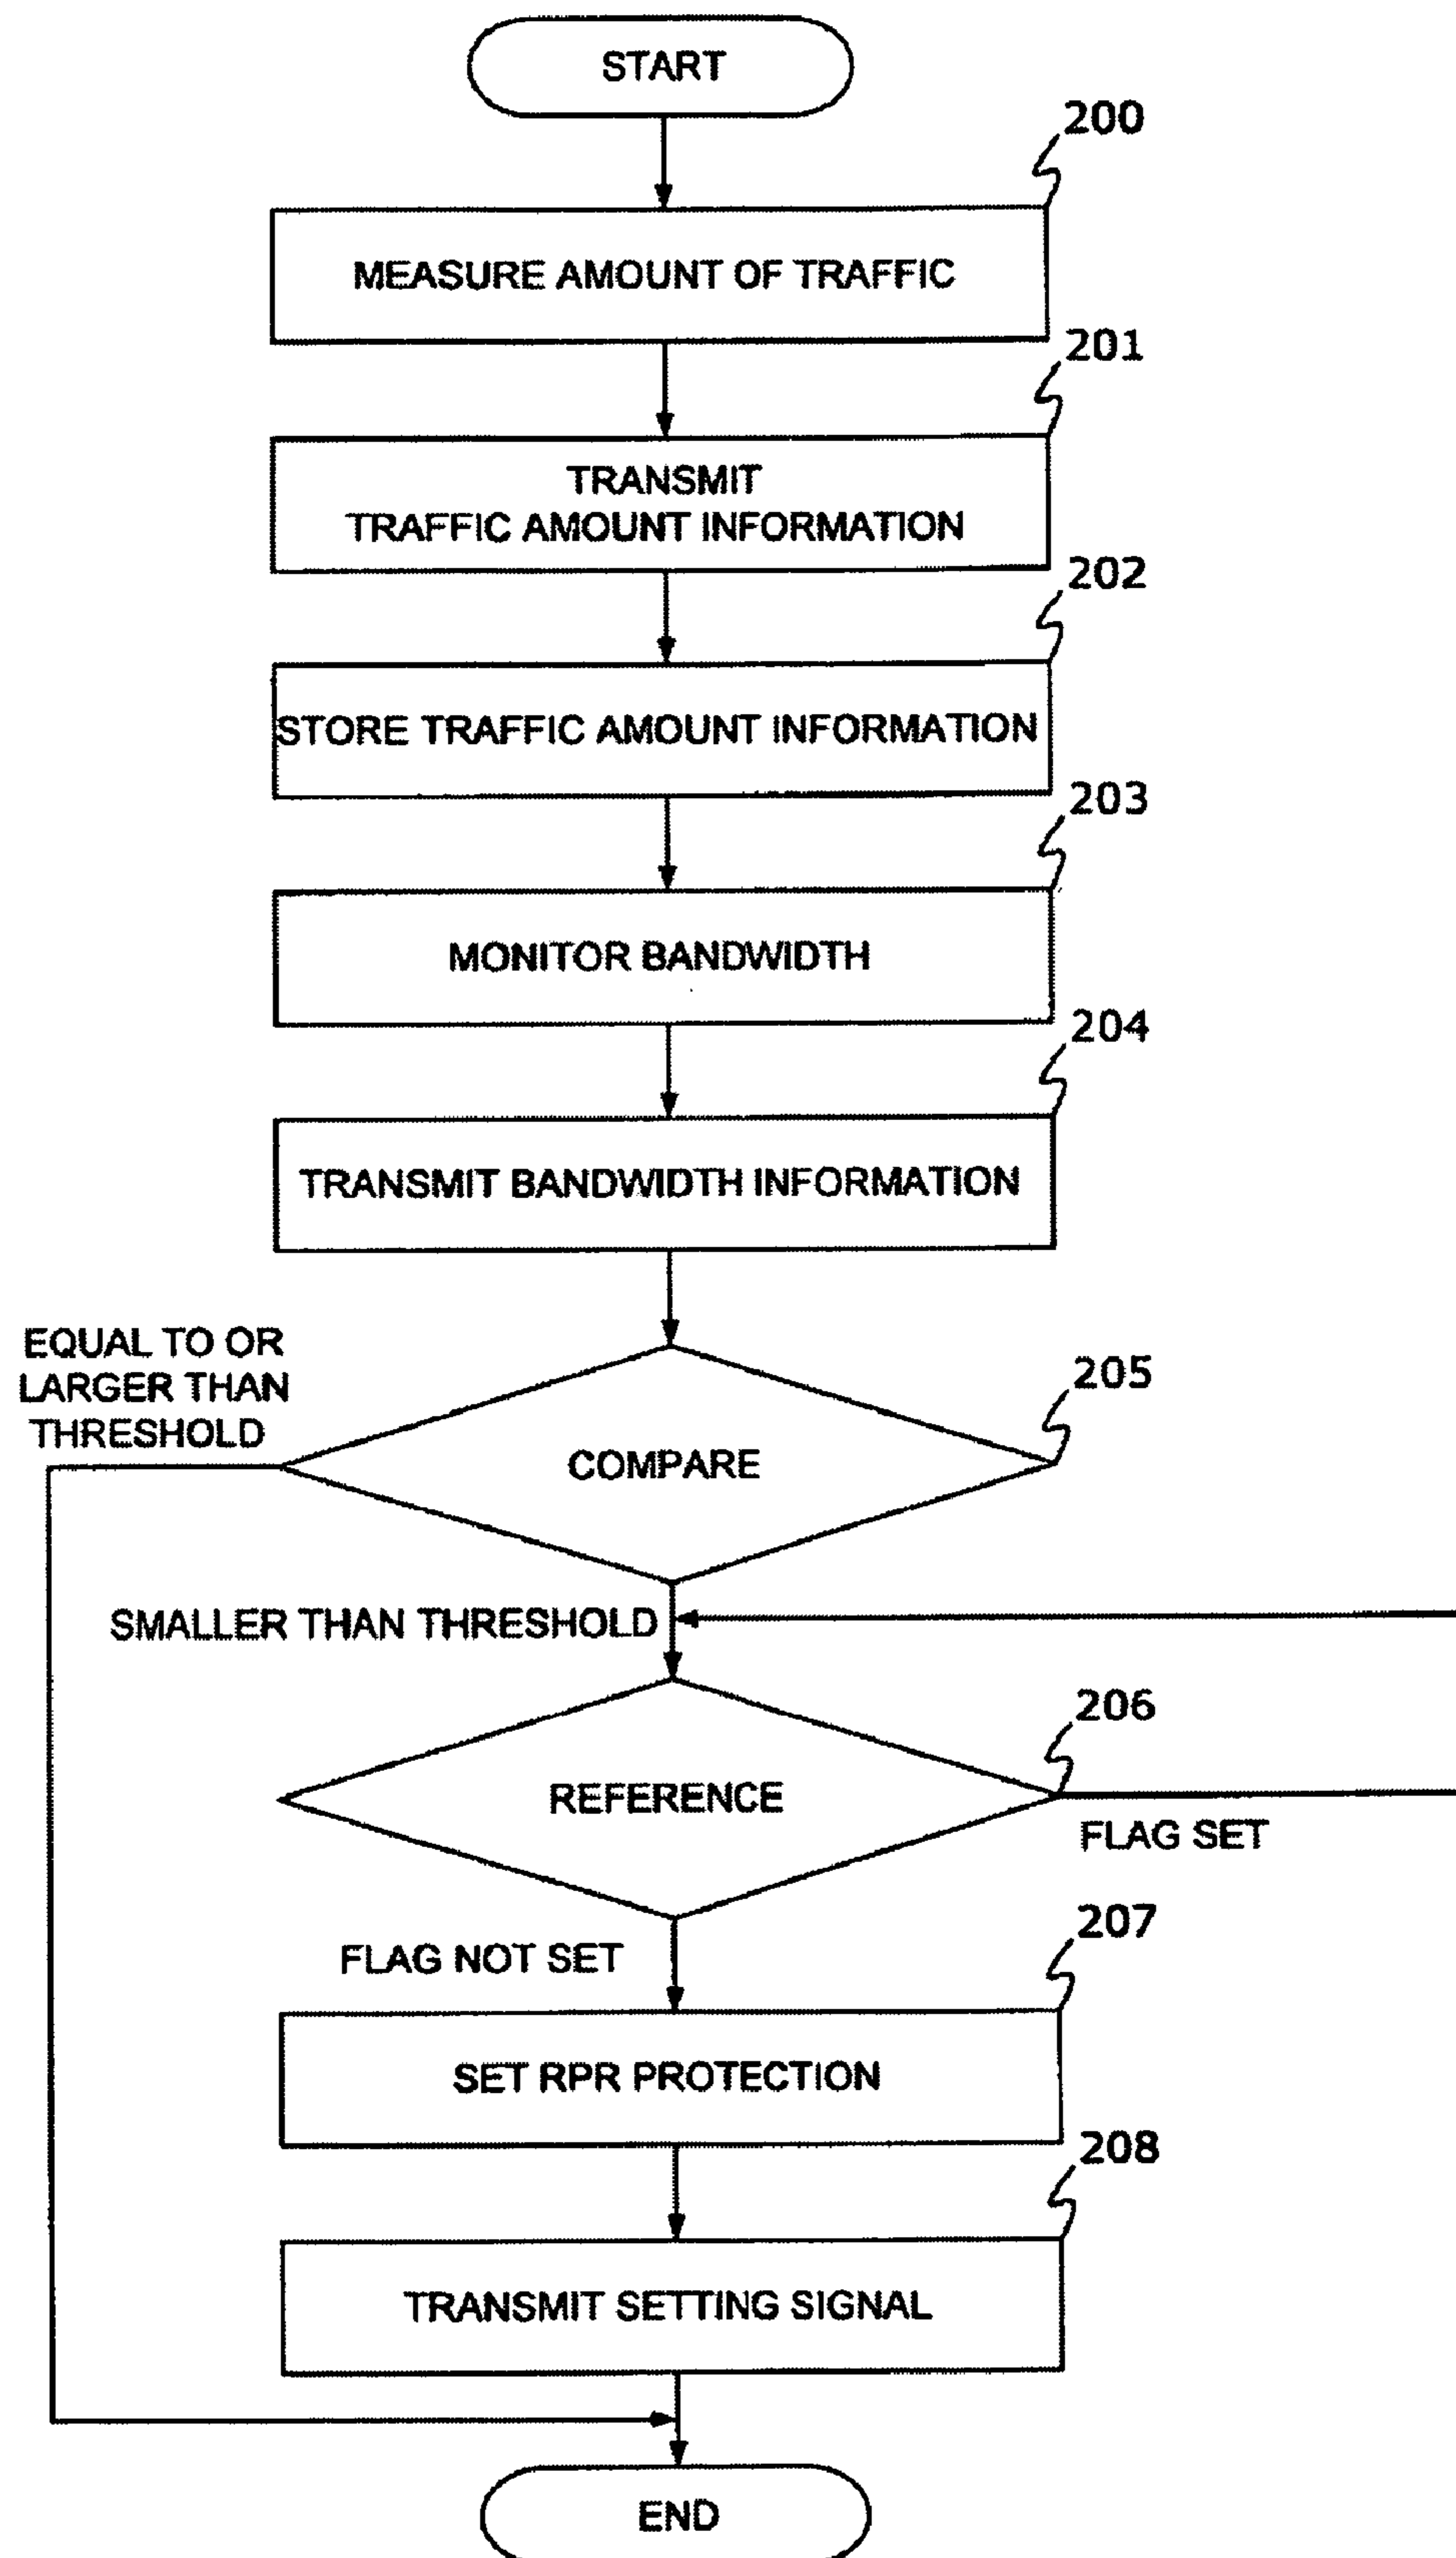 START
200
MEASURE AMOUNT OF TRAFFIC
201
TRANSMIT
TRAFFIC AMOUNT INFORMATION
202
STORE TRAFFIC AMOUNT INFORMATION
203
MONITOR BANDWIDTH
204
TRANSMIT BANDWIDTH INFORMATION
EQUAL TO OR
LARGER THAN
THRESHOLD
205
COMPARE
SMALLER THAN THRESHOLD
206
REFERENCE
FLAG SET
207
FLAG NOT SET
SET RPR PROTECTION
208
TRANSMIT SETTING SIGNAL
END